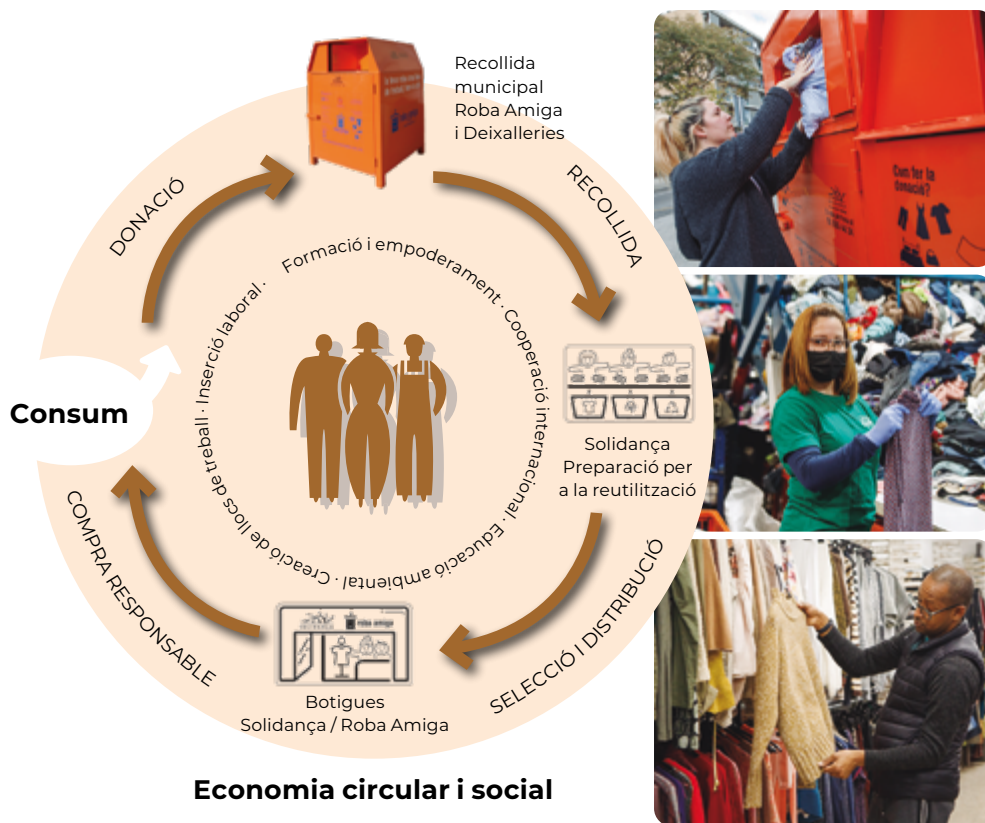 Recollida
municipal
Roba Amiga
i Deixalleries
DONACIÓ
RECOLLIDA
Formació i empoderament · Cooperació internacional · Educació ambiental · Creació de llocs de treball · Inserció laboral ·
Consum
Solidança
Preparació per
a la reutilització
COMPRA RESPONSABLE
SELECCIÓ I DISTRIBUCIÓ
roba amiga
Botigues
Solidança / Roba Amiga
Economia circular i social
Com fer la
donació?